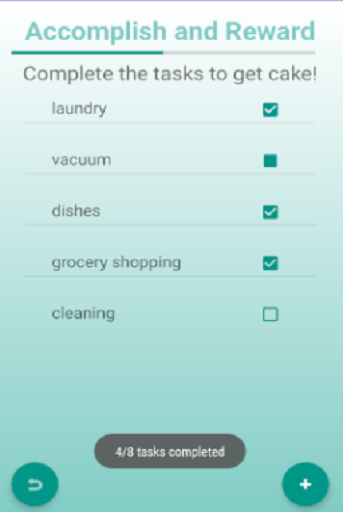 Accomplish and Reward
Complete the tasks to get cake!
laundry
vacuum
dishes
grocery shopping
cleaning
4/8 tasks completed
+